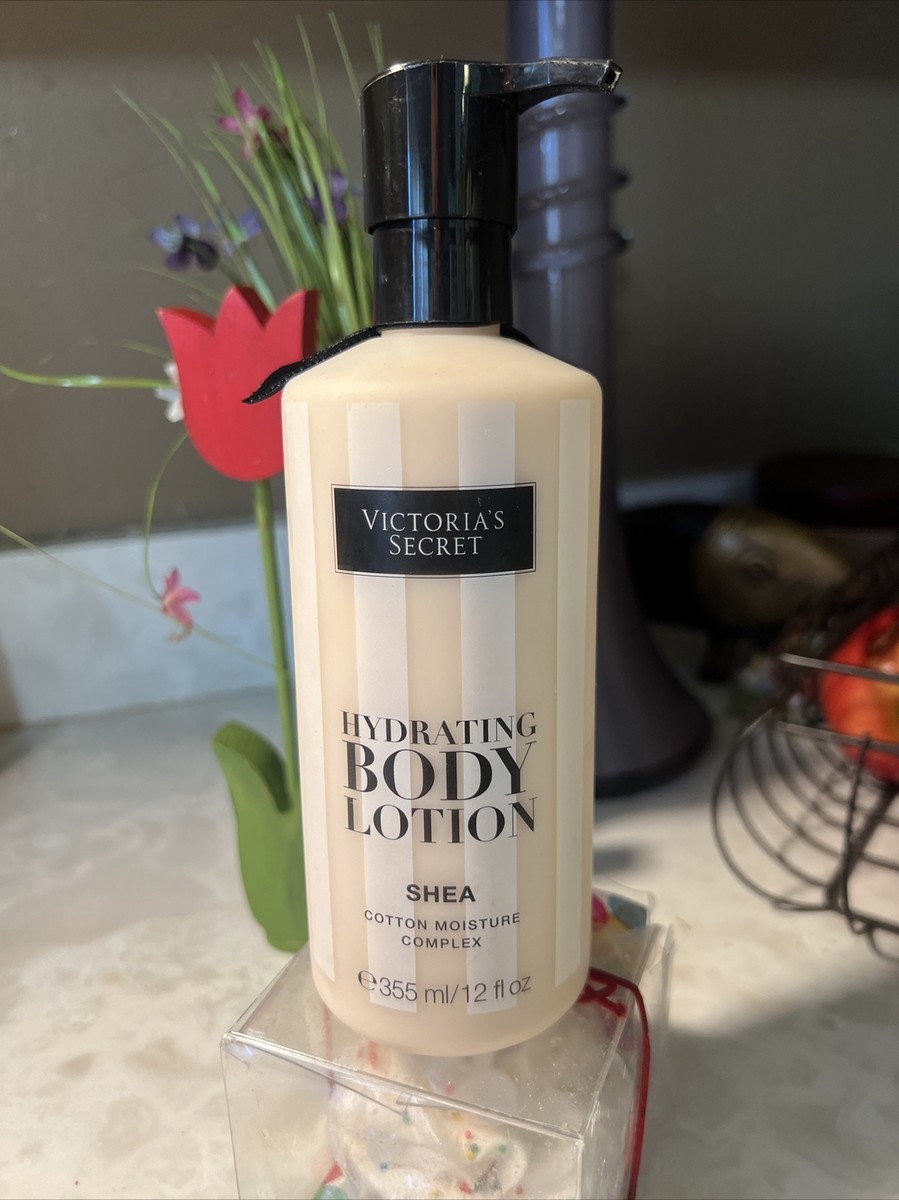 VICTORIA'S
SECRET
HYDRATING
BODY
LOTION
SHEA
COTTON MOISTURE
COMPLEX
℮355 ml/12 fl oz